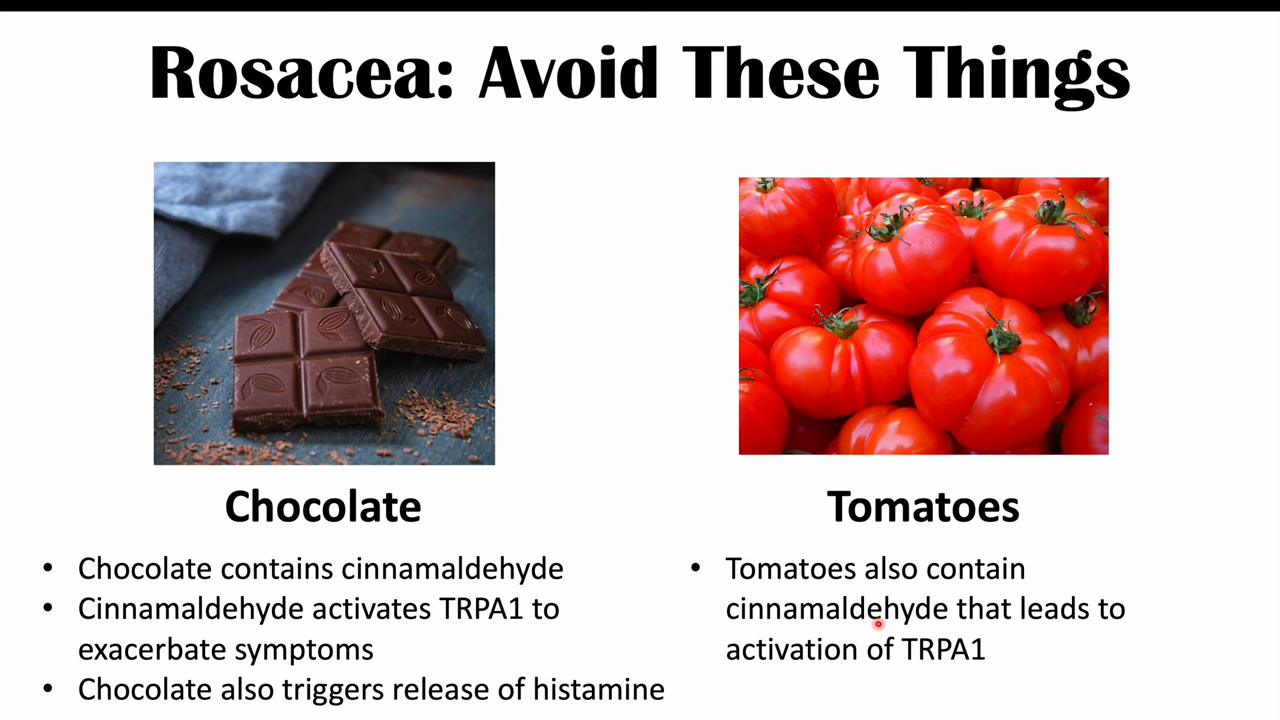 Rosacea: Avoid These Things
Chocolate
• Chocolate contains cinnamaldehyde
• Cinnamaldehyde activates TRPA1 to
exacerbate symptoms
• Chocolate also triggers release of histamine
Tomatoes
• Tomatoes also contain
cinnamaldehyde that leads to
activation of TRPA1